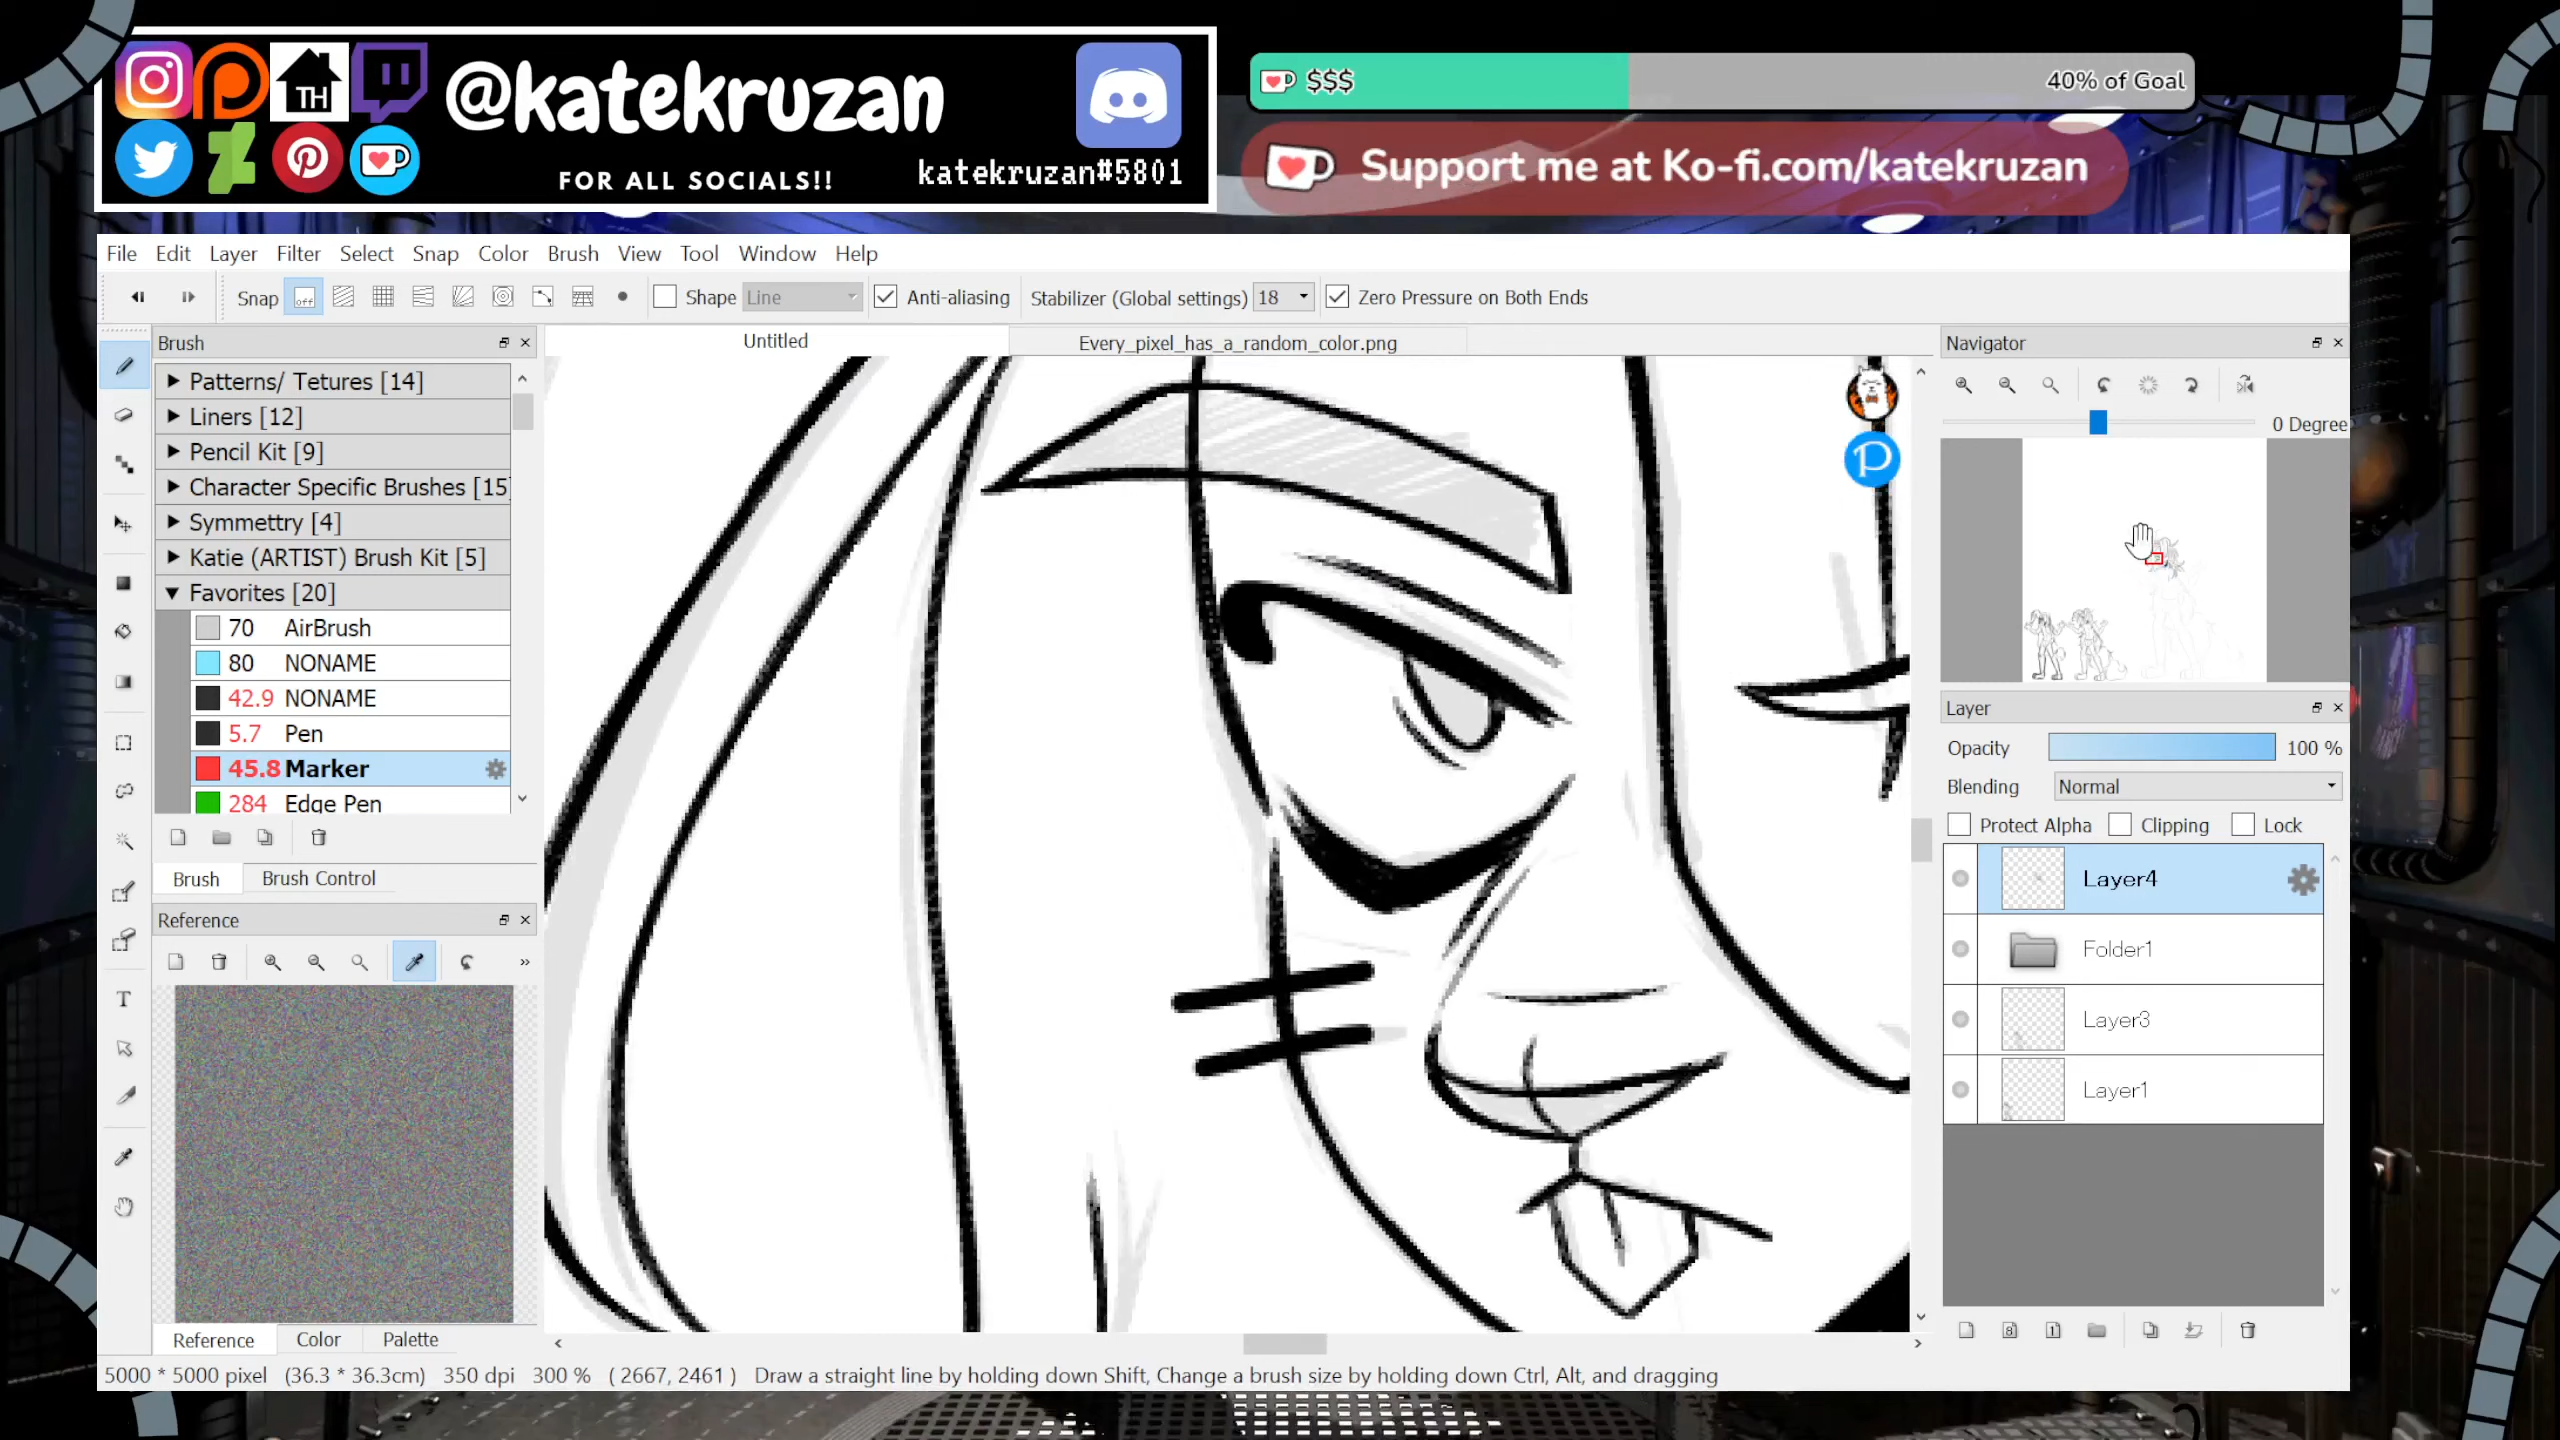 TH
@katekruzan
FOR ALL SOCIALS!!
katekruzan#5801
$$$
40% of Goal
Support me at Ko-fi.com/katekruzan
File Edit Layer Filter Select Snap Color Brush View Tool Window Help
Snap off Shape Line Anti-aliasing Stabilizer (Global settings) 18 Zero Pressure on Both Ends
Brush
Untitled
Every_pixel_has_a_random_color.png
Navigator
Patterns/ Tetures [14]
Liners [12]
Pencil Kit [9]
Character Specific Brushes [15]
Symmettry [4]
Katie (ARTIST) Brush Kit [5]
Favorites [20]
70 AirBrush
80 NONAME
42.9 NONAME
5.7 Pen
45.8 Marker
284 Edge Pen
Brush
Brush Control
Reference
Reference
Color
Palette
P
0 Degree
Layer
Opacity 100 %
Blending Normal
Protect Alpha Clipping Lock
Layer4
Folder1
Layer3
Layer1
8
1
5000 * 5000 pixel (36.3 * 36.3cm) 350 dpi 300 % ( 2667, 2461 ) Draw a straight line by holding down Shift, Change a brush size by holding down Ctrl, Alt, and dragging